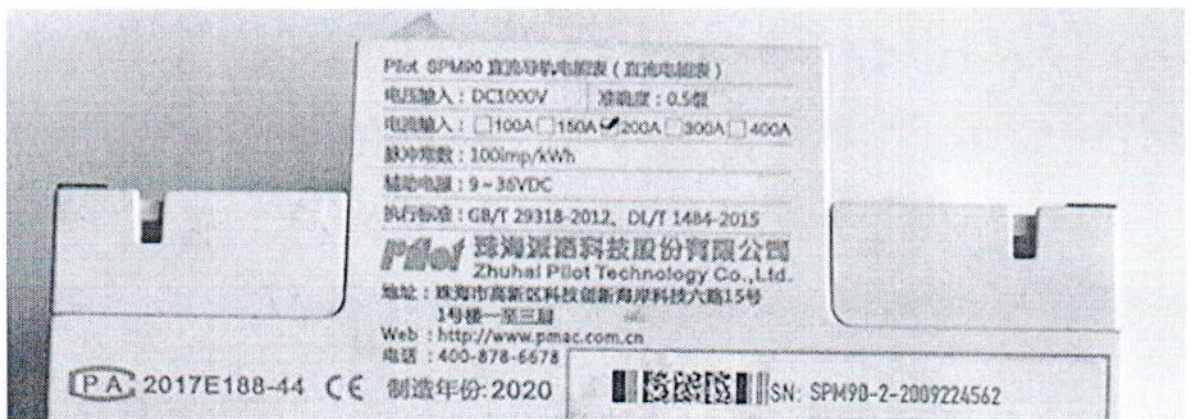 Pilot SPM90 直流导轨电能表 ( 直流电能表 )
电压输入 : DC1000V 准确度 : 0.5级
电流输入 : □100A □150A ☑200A □300A □400A
脉冲常数 : 100imp/kWh
辅助电源 : 9~36VDC
执行标准 : GB/T 29318-2012、DL/T 1484-2015
Pilot 珠海派诺科技股份有限公司
Zhuhai Pilot Technology Co.,Ltd.
地址 : 珠海市高新区科技创新海岸科技六路15号
1号楼一至三层
Web : http://www.pmac.com.cn
电话 : 400-878-6678
PA 2017E188-44 CE 制造年份:2020
SN: SPM90-2-2009224562